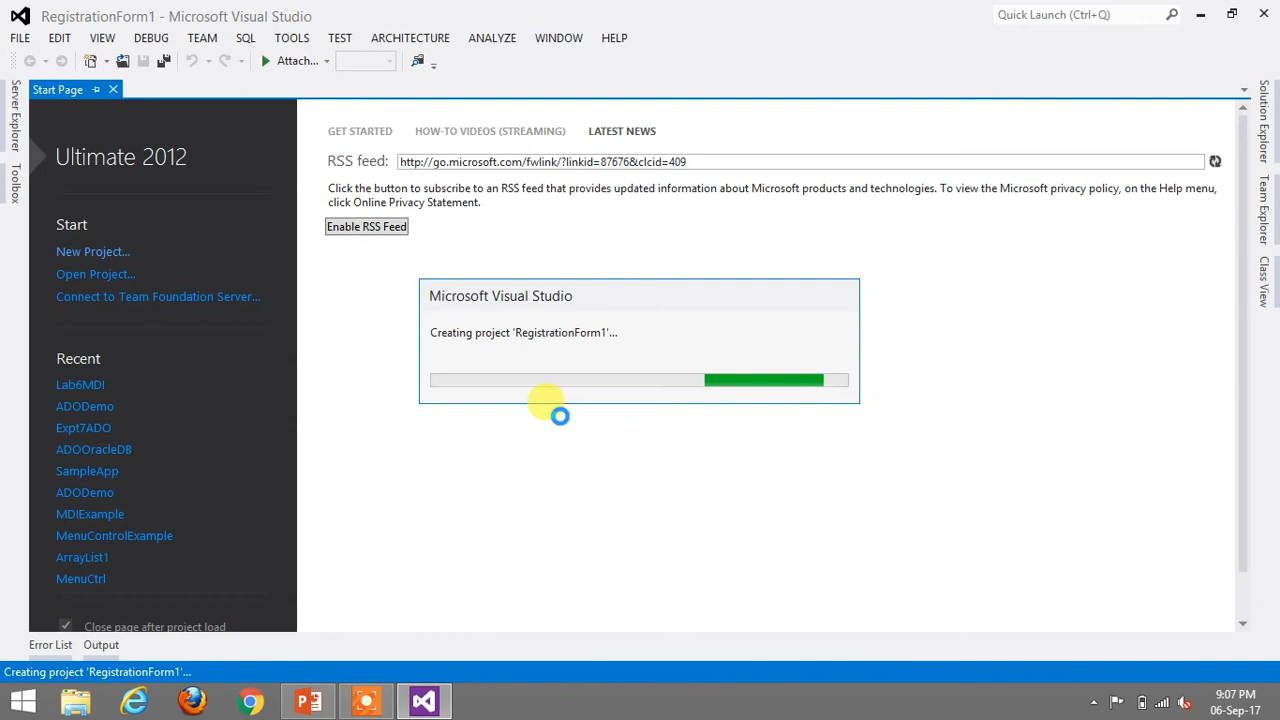 RegistrationForm1 - Microsoft Visual Studio
Quick Launch (Ctrl+Q)
FILE EDIT VIEW DEBUG TEAM SQL TOOLS TEST ARCHITECTURE ANALYZE WINDOW HELP
Attach...
Start Page
Server Explorer
Toolbox
Solution Explorer
Team Explorer
Class View
Ultimate 2012
Start
New Project...
Open Project...
Connect to Team Foundation Server...
Recent
Lab6MDI
ADODemo
Expt7ADO
ADOOracleDB
SampleApp
ADODemo
MDIExample
MenuControlExample
ArrayList1
MenuCtrl
Close page after project load
GET STARTED HOW-TO VIDEOS (STREAMING) LATEST NEWS
RSS feed: http://go.microsoft.com/fwlink/?linkid=87676&clcid=409
Click the button to subscribe to an RSS feed that provides updated information about Microsoft products and technologies. To view the Microsoft privacy policy, on the Help menu,
click Online Privacy Statement.
Enable RSS Feed
Microsoft Visual Studio
Creating project 'RegistrationForm1'...
Error List Output
Creating project 'RegistrationForm1'...
9:07 PM
06-Sep-17